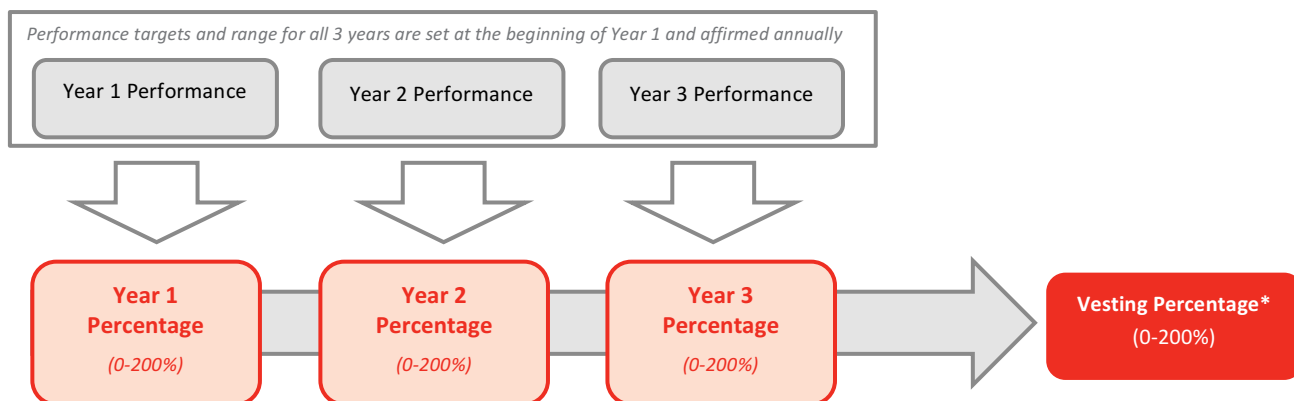 Performance targets and range for all 3 years are set at the beginning of Year 1 and affirmed annually
Year 1 Performance
Year 2 Performance
Year 3 Performance
Year 1
Percentage
(0-200%)
Year 2
Percentage
(0-200%)
Year 3
Percentage
(0-200%)
Vesting Percentage*
(0-200%)